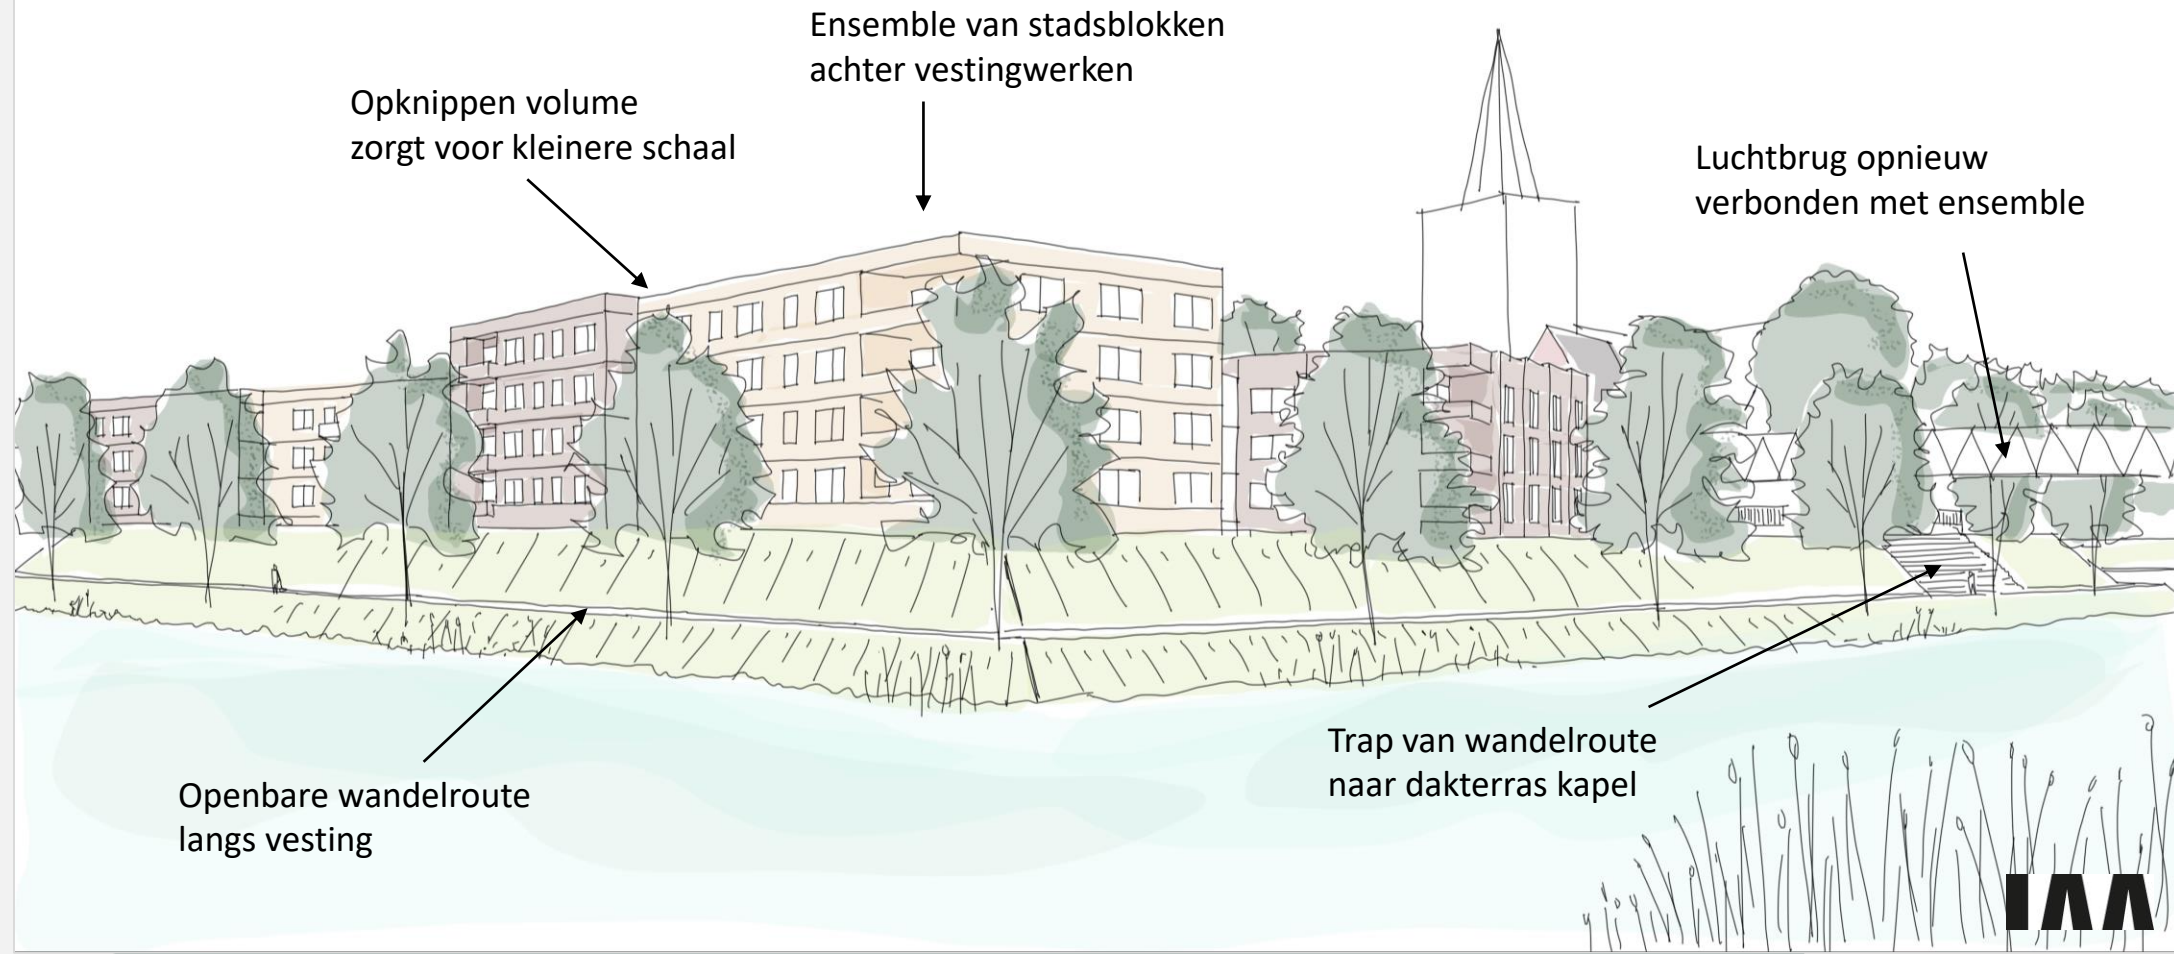 Ensemble van stadsblokken
achter vestingwerken
Opknippen volume
zorgt voor kleinere schaal
Luchtbrug opnieuw
verbonden met ensemble
Trap van wandelroute
naar dakterras kapel
Openbare wandelroute
langs vesting
IAA